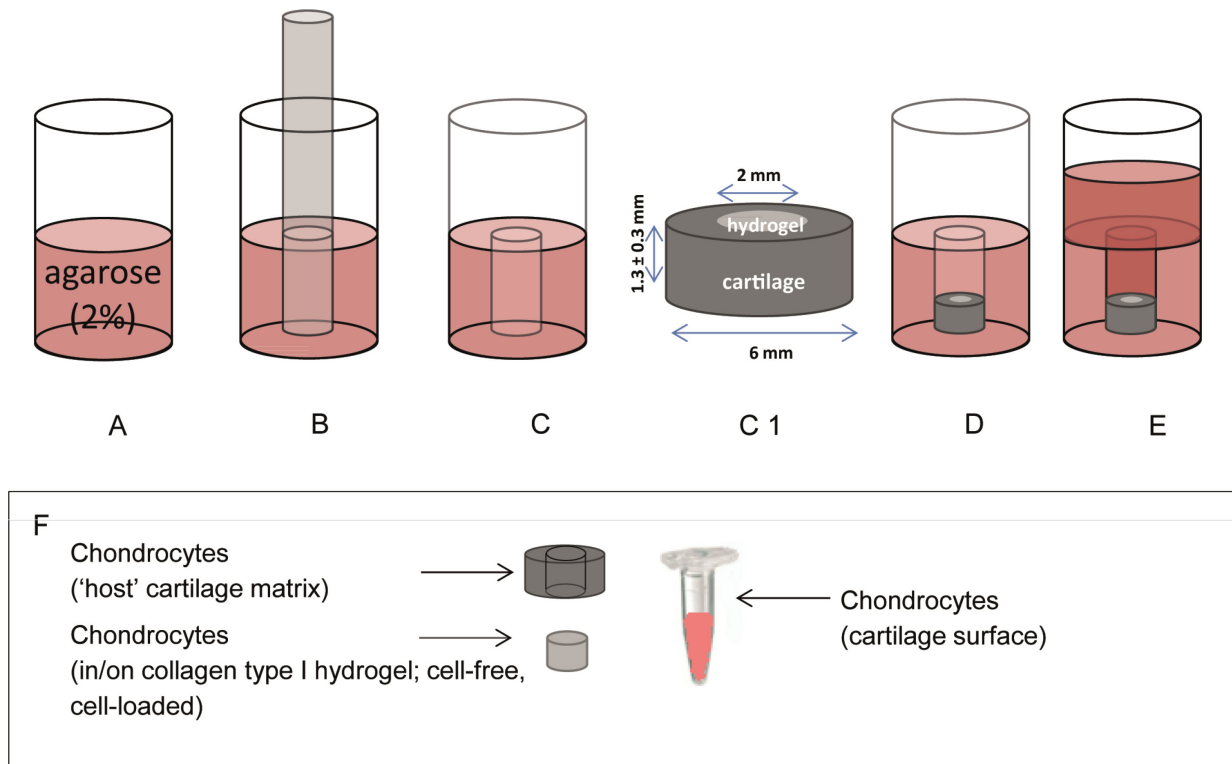 agarose
(2%)
2 mm
1.3 ± 0.3 mm
hydrogel
cartilage
6 mm
A
B
C
C 1
D
E
F
Chondrocytes
(‘host’ cartilage matrix)
Chondrocytes
(in/on collagen type I hydrogel; cell-free,
cell-loaded)
Chondrocytes
(cartilage surface)